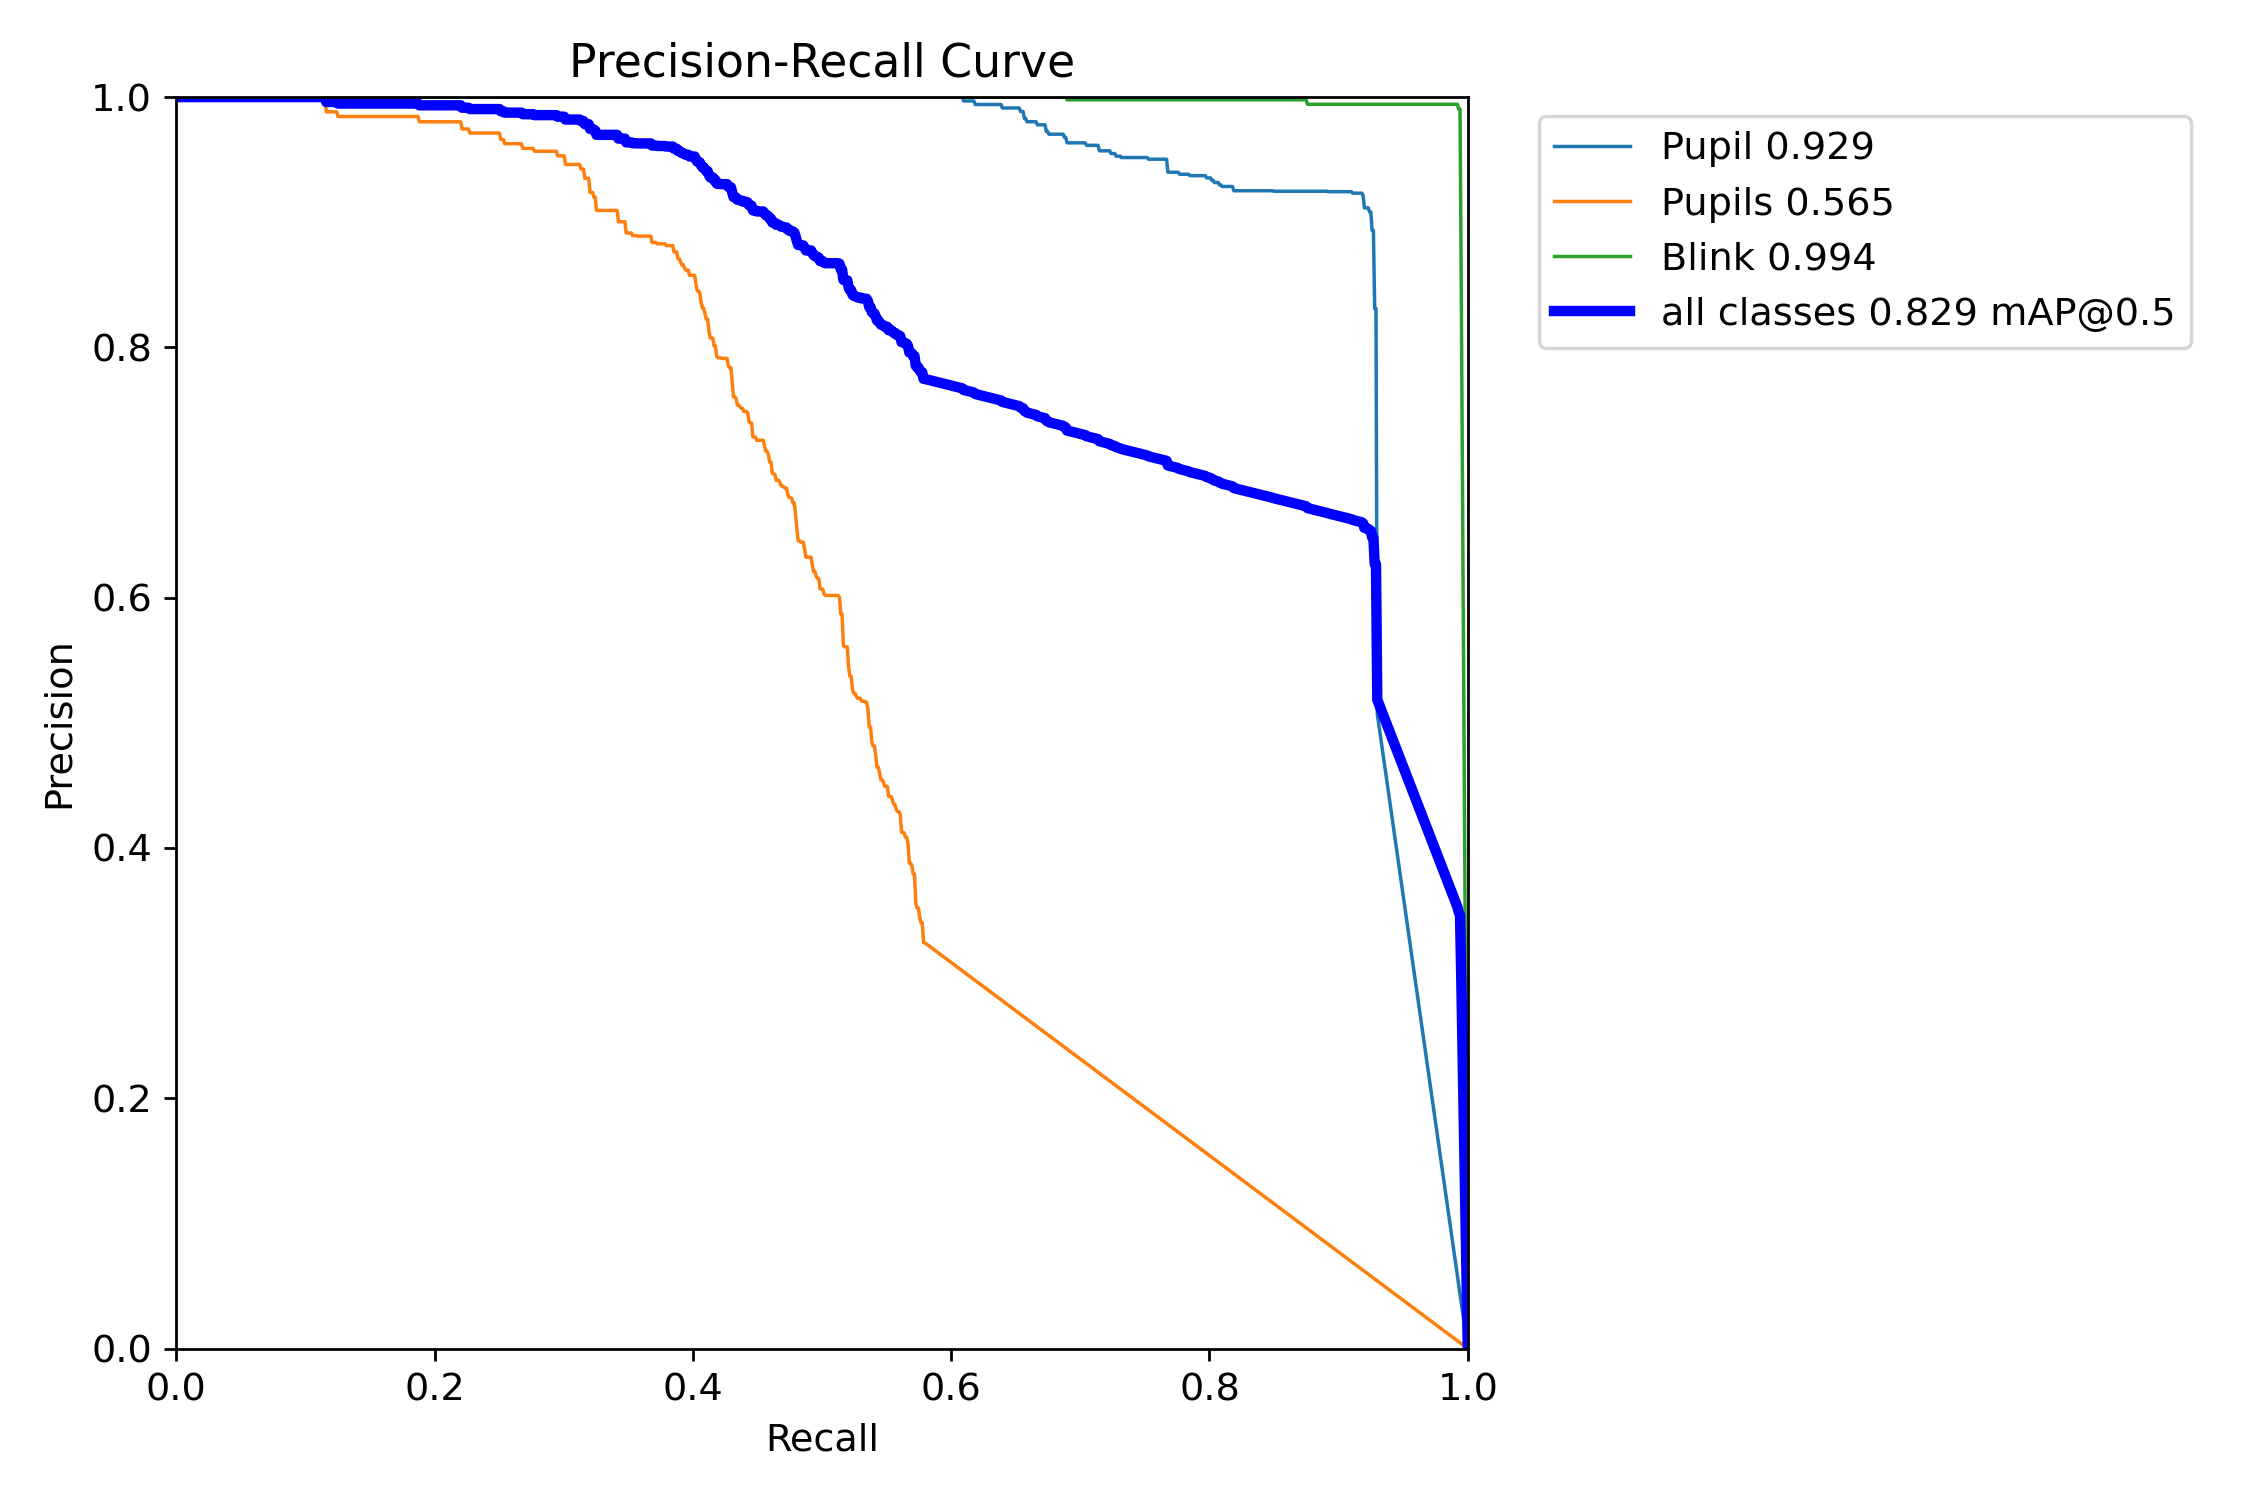 Precision-Recall Curve
1.0
0.8
0.6
0.4
0.2
0.0
Precision
0.0 0.2 0.4 0.6 0.8 1.0
Recall
Pupil 0.929
Pupils 0.565
Blink 0.994
all classes 0.829 mAP@0.5